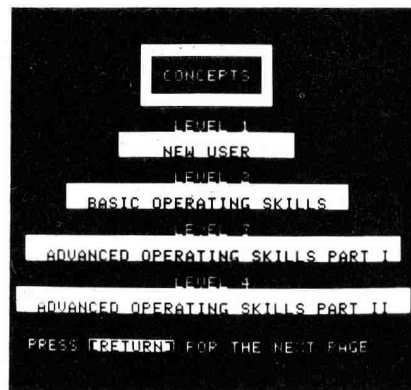 CONCEPTS
LEVEL 1
NEW USER
LEVEL 2
BASIC OPERATING SKILLS
LEVEL 3
ADVANCED OPERATING SKILLS PART I
LEVEL 4
ADVANCED OPERATING SKILLS PART II
PRESS [RETURN] FOR THE NEXT PAGE